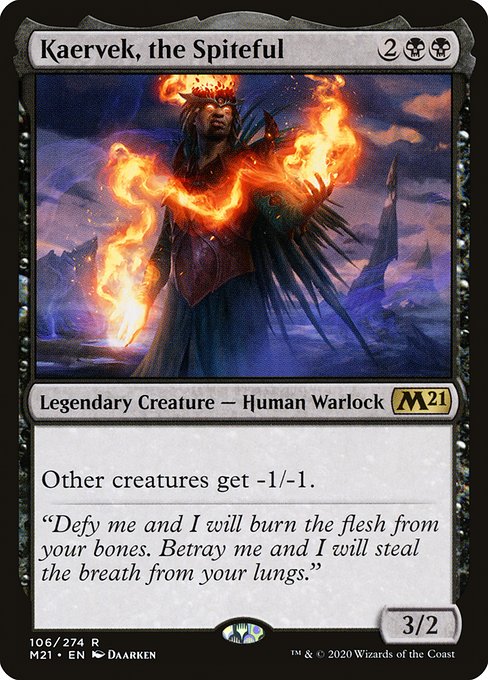 Kaervek, the Spiteful 2
Legendary Creature — Human Warlock M21
Other creatures get -1/-1.
“Defy me and I will burn the flesh from
your bones. Betray me and I will steal
the breath from your lungs.”
3/2
106/274 R
M21 • EN Daarken ™ & © 2020 Wizards of the Coast